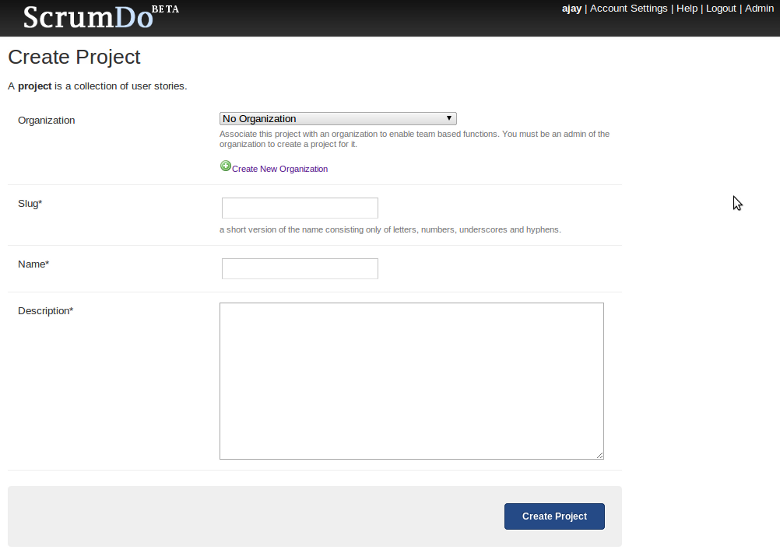 ScrumDo BETA
ajay | Account Settings | Help | Logout | Admin
Create Project
A project is a collection of user stories.
Organization
No Organization
Associate this project with an organization to enable team based functions. You must be an admin of the
organization to create a project for it.
Create New Organization
Slug*
a short version of the name consisting only of letters, numbers, underscores and hyphens.
Name*
Description*
Create Project